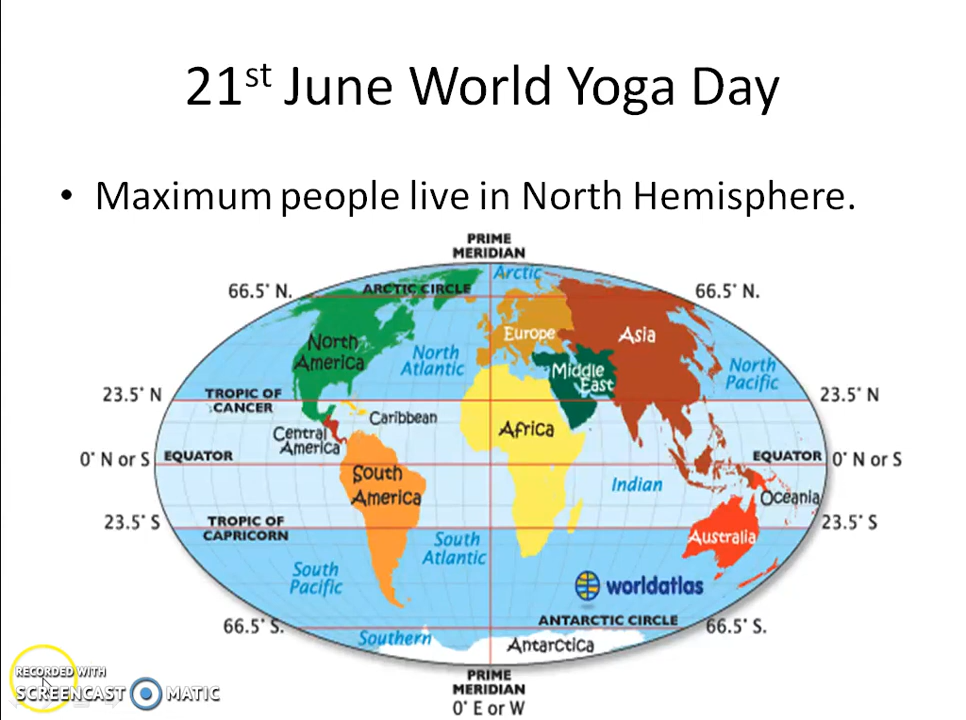 21st June World Yoga Day
• Maximum people live in North Hemisphere.
PRIME
MERIDIAN
Arctic
66.5° N.
ARCTIC CIRCLE
66.5° N.
North
America
North
Atlantic
Europe
Asia
Middle
East
North
Pacific
23.5° N
TROPIC OF
CANCER
23.5° N
Caribbean
Central
America
Africa
0° N or S
EQUATOR
EQUATOR
0° N or S
South
America
Indian
Oceania
23.5° S
TROPIC OF
CAPRICORN
23.5° S
Australia
South
Atlantic
South
Pacific
worldatlas
66.5° S.
ANTARCTIC CIRCLE
66.5° S.
Southern
Antarctica
PRIME
MERIDIAN
0° E or W
RECORDED WITH
SCREENCAST MATIC